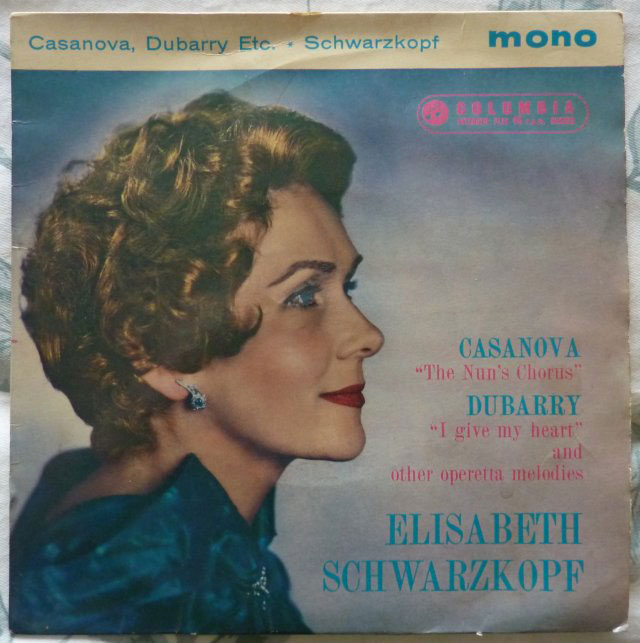 Casanova, Dubarry Etc. * Schwarzkopf mono
COLUMBIA
CASANOVA
"The Nun's Chorus"
DUBARRY
"I give my heart"
and
other operetta melodies
ELISABETH
SCHWARZKOPF